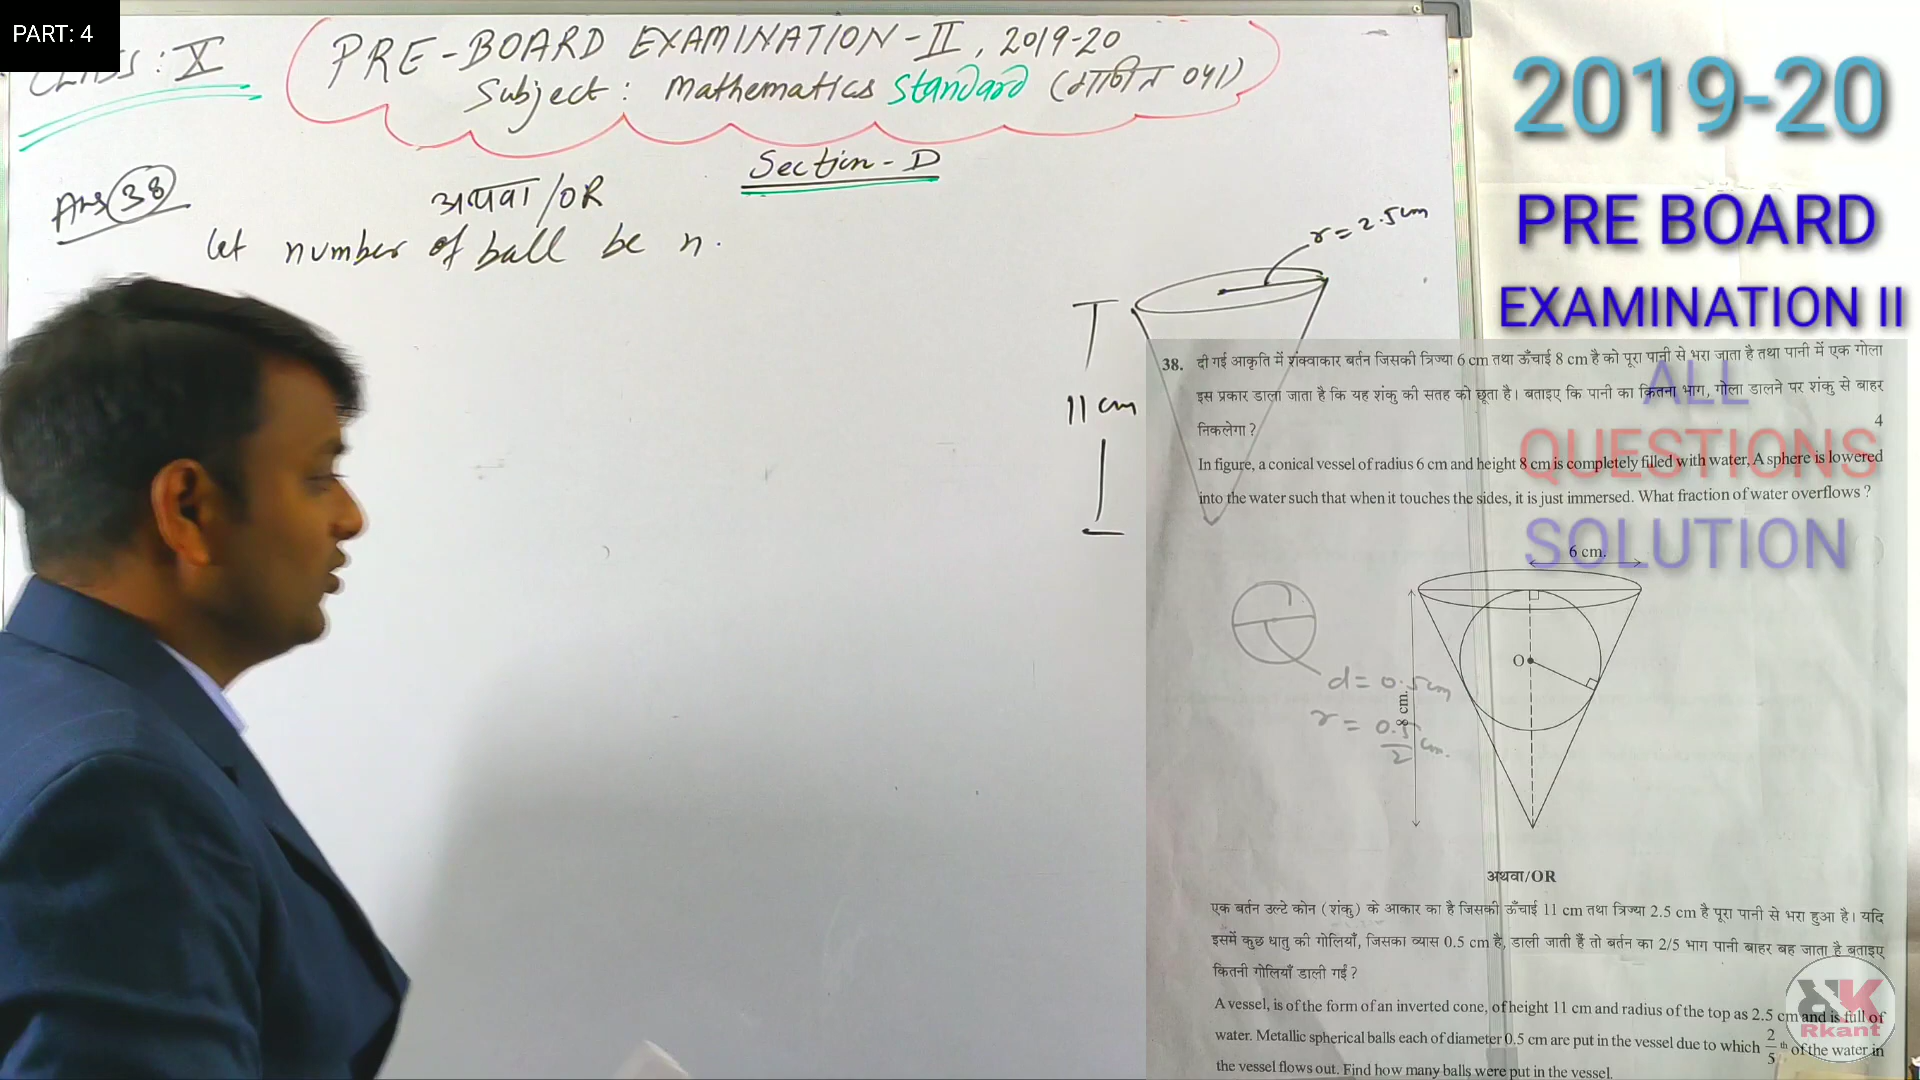 PART: 4
CLASS: X
PRE-BOARD EXAMINATION-II, 2019-20
Subject: Mathematics Standard (गणित 041)
Section-D
Ans 38
अथवा/OR
let number of ball be n.
r = 2.5 cm
11 cm
d = 0.5 cm
r = 0.5/2 cm.
2019-20
PRE BOARD
EXAMINATION II
ALL
QUESTIONS
SOLUTION
38. दी गई आकृति में शंक्वाकार बर्तन जिसकी त्रिज्या 6 cm तथा ऊँचाई 8 cm है को पूरा पानी से भरा जाता है तथा पानी में एक गोला
इस प्रकार डाला जाता है कि यह शंकु की सतह को छूता है। बताइए कि पानी का कितना भाग, गोला डालने पर शंकु से बाहर
निकलेगा ? 4
In figure, a conical vessel of radius 6 cm and height 8 cm is completely filled with water. A sphere is lowered
into the water such that when it touches the sides, it is just immersed. What fraction of water overflows ?
6 cm.
O
8 cm.
अथवा/OR
एक बर्तन उल्टे कोन (शंकु) के आकार का है जिसकी ऊँचाई 11 cm तथा त्रिज्या 2.5 cm है पूरा पानी से भरा हुआ है। यदि
इसमें कुछ धातु की गोलियाँ, जिसका व्यास 0.5 cm है, डाली जाती हैं तो बर्तन का 2/5 भाग पानी बाहर बह जाता है बताइए
कितनी गोलियाँ डाली गईं ?
A vessel, is of the form of an inverted cone, of height 11 cm and radius of the top as 2.5 cm and is full of
water. Metallic spherical balls each of diameter 0.5 cm are put in the vessel due to which 2/5 th of the water in
the vessel flows out. Find how many balls were put in the vessel.
RK
Rkant